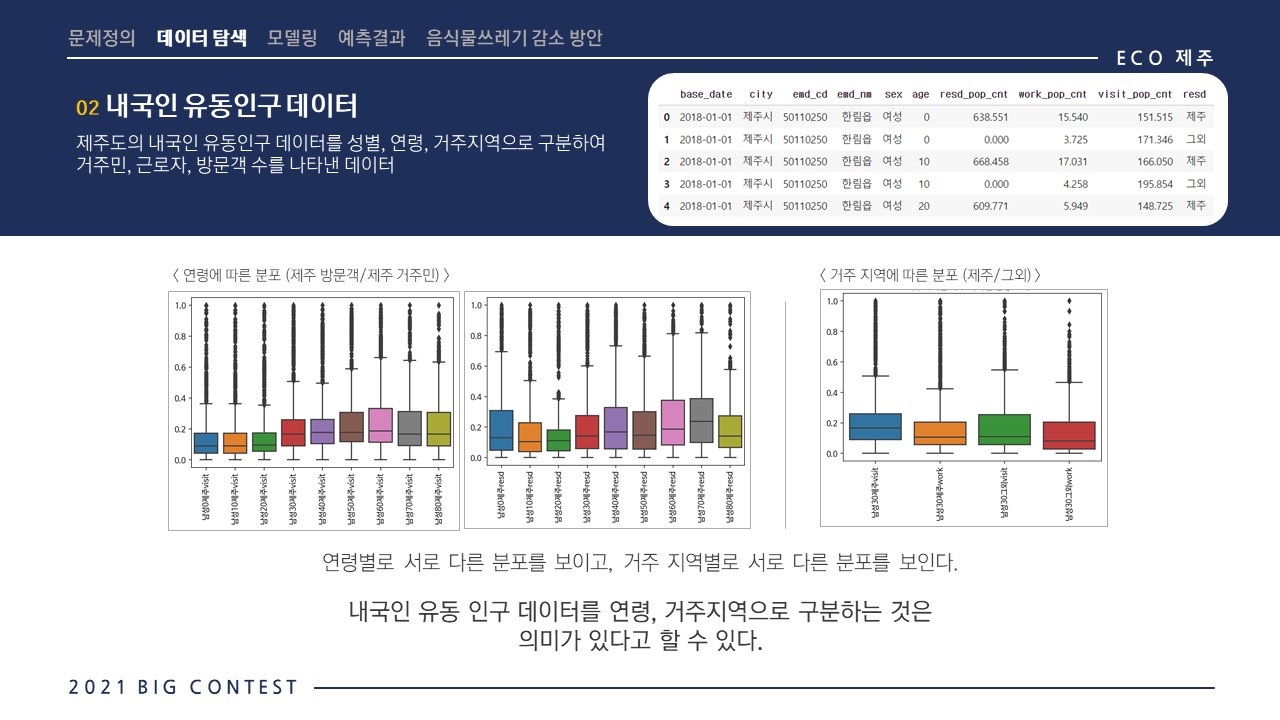 문제정의 데이터 탐색 모델링 예측결과 음식물쓰레기 감소 방안
ECO 제주
02 내국인 유동인구 데이터
제주도의 내국인 유동인구 데이터를 성별, 연령, 거주지역으로 구분하여
거주민, 근로자, 방문객 수를 나타낸 데이터
base_date city emd_cd emd_nm sex age resd_pop_cnt work_pop_cnt visit_pop_cnt resd
0 2018-01-01 제주시 50110250 한림읍 여성 0 638.551 15.540 151.515 제주
1 2018-01-01 제주시 50110250 한림읍 여성 0 0.000 3.725 171.346 그외
2 2018-01-01 제주시 50110250 한림읍 여성 10 668.458 17.031 166.050 제주
3 2018-01-01 제주시 50110250 한림읍 여성 10 0.000 4.258 195.854 그외
4 2018-01-01 제주시 50110250 한림읍 여성 20 609.771 5.949 148.725 제주
〈 연령에 따른 분포 (제주 방문객/제주 거주민) 〉
1.0
0.8
0.6
0.4
0.2
0.0
남성0제주visit
남성10제주visit
남성20제주visit
남성30제주visit
남성40제주visit
남성50제주visit
남성60제주visit
남성70제주visit
남성80제주visit
1.0
0.8
0.6
0.4
0.2
0.0
남성0제주resd
남성10제주resd
남성20제주resd
남성30제주resd
남성40제주resd
남성50제주resd
남성60제주resd
남성70제주resd
남성80제주resd
〈 거주 지역에 따른 분포 (제주/그외) 〉
1.0
0.8
0.6
0.4
0.2
0.0
남성30제주visit
남성30제주work
남성30그외visit
남성30그외work
연령별로 서로 다른 분포를 보이고, 거주 지역별로 서로 다른 분포를 보인다.
내국인 유동 인구 데이터를 연령, 거주지역으로 구분하는 것은
의미가 있다고 할 수 있다.
2021 BIG CONTEST